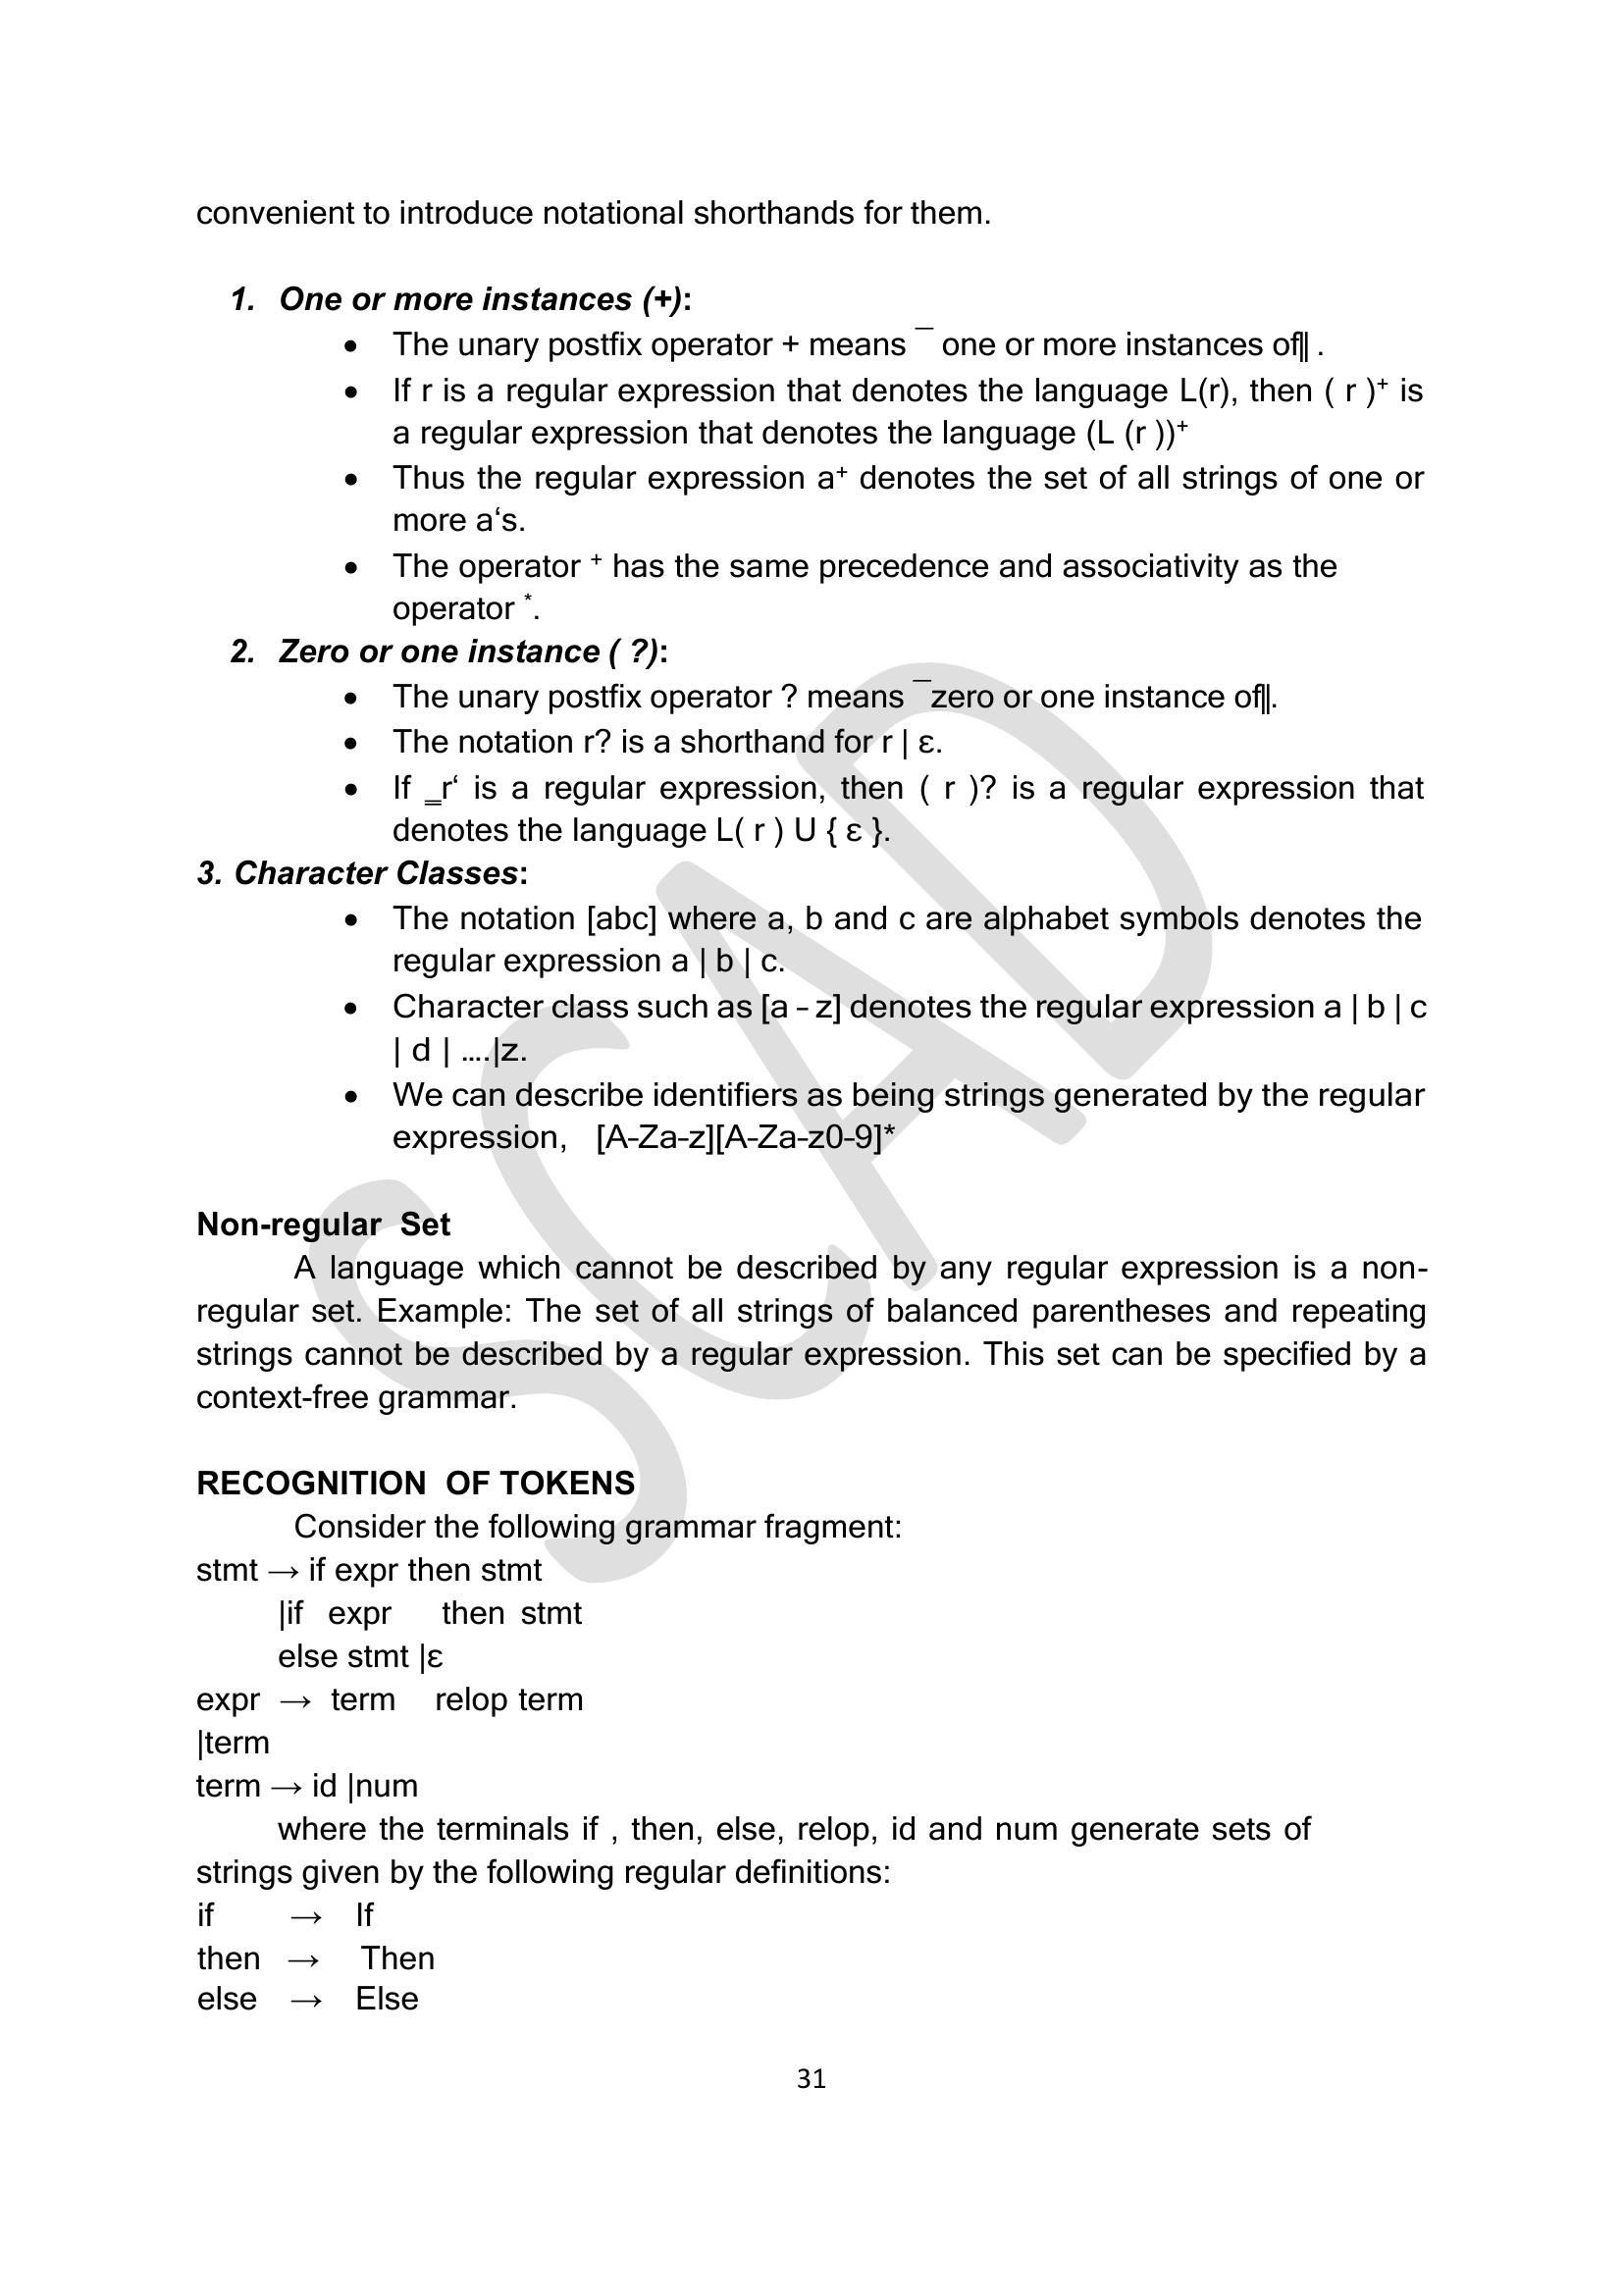 convenient to introduce notational shorthands for them.
1. One or more instances (+):
• The unary postfix operator + means ¯ one or more instances of‖ .
• If r is a regular expression that denotes the language L(r), then ( r )⁺ is
a regular expression that denotes the language (L (r ))⁺
• Thus the regular expression a⁺ denotes the set of all strings of one or
more a‘s.
• The operator ⁺ has the same precedence and associativity as the
operator *.
2. Zero or one instance ( ?):
• The unary postfix operator ? means ¯zero or one instance of‖.
• The notation r? is a shorthand for r | ε.
• If ‗r‘ is a regular expression, then ( r )? is a regular expression that
denotes the language L( r ) U { ε }.
3. Character Classes:
• The notation [abc] where a, b and c are alphabet symbols denotes the
regular expression a | b | c.
• Character class such as [a – z] denotes the regular expression a | b | c
| d | ….|z.
• We can describe identifiers as being strings generated by the regular
expression, [A–Za–z][A–Za–z0–9]*
Non-regular Set
A language which cannot be described by any regular expression is a non-
regular set. Example: The set of all strings of balanced parentheses and repeating
strings cannot be described by a regular expression. This set can be specified by a
context-free grammar.
RECOGNITION OF TOKENS
Consider the following grammar fragment:
stmt → if expr then stmt
|if expr then stmt
else stmt |ε
expr → term relop term
|term
term → id |num
where the terminals if , then, else, relop, id and num generate sets of
strings given by the following regular definitions:
if → If
then → Then
else → Else
31
SCAD